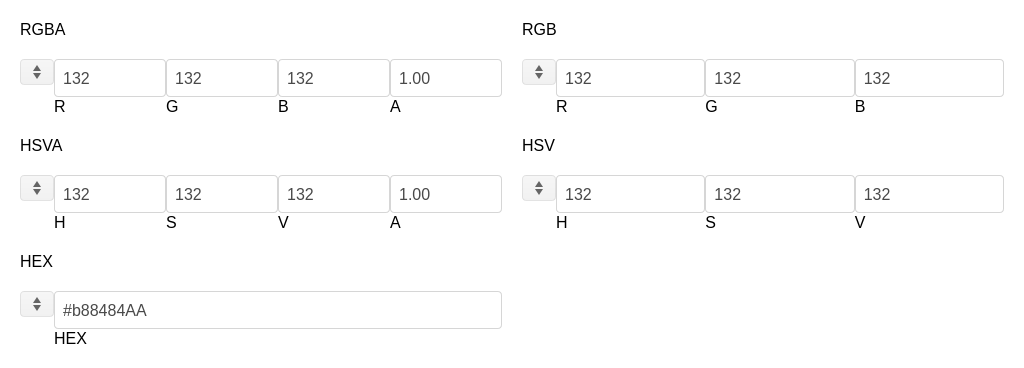 RGBA
132 132 132 1.00
R G B A
RGB
132 132 132
R G B
HSVA
132 132 132 1.00
H S V A
HSV
132 132 132
H S V
HEX
#b88484AA
HEX